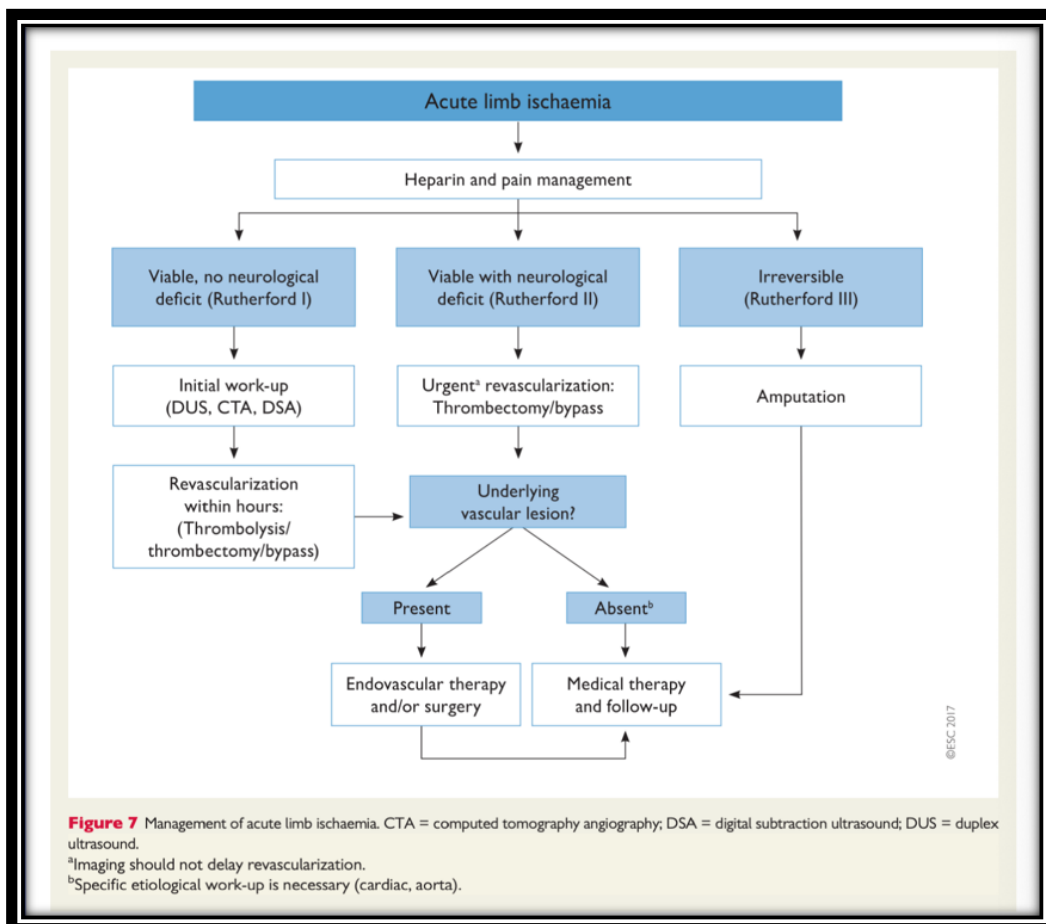 Acute limb ischaemia
Heparin and pain management
Viable, no neurological
deficit (Rutherford I)
Viable with neurological
deficit (Rutherford II)
Irreversible
(Rutherford III)
Initial work-up
(DUS, CTA, DSA)
Urgentᵃ revascularization:
Thrombectomy/bypass
Amputation
Revascularization
within hours:
(Thrombolysis/
thrombectomy/bypass)
Underlying
vascular lesion?
Present
Absentᵇ
Endovascular therapy
and/or surgery
Medical therapy
and follow-up
©ESC 2017
Figure 7 Management of acute limb ischaemia. CTA = computed tomography angiography; DSA = digital subtraction ultrasound; DUS = duplex
ultrasound.
ᵃImaging should not delay revascularization.
ᵇSpecific etiological work-up is necessary (cardiac, aorta).